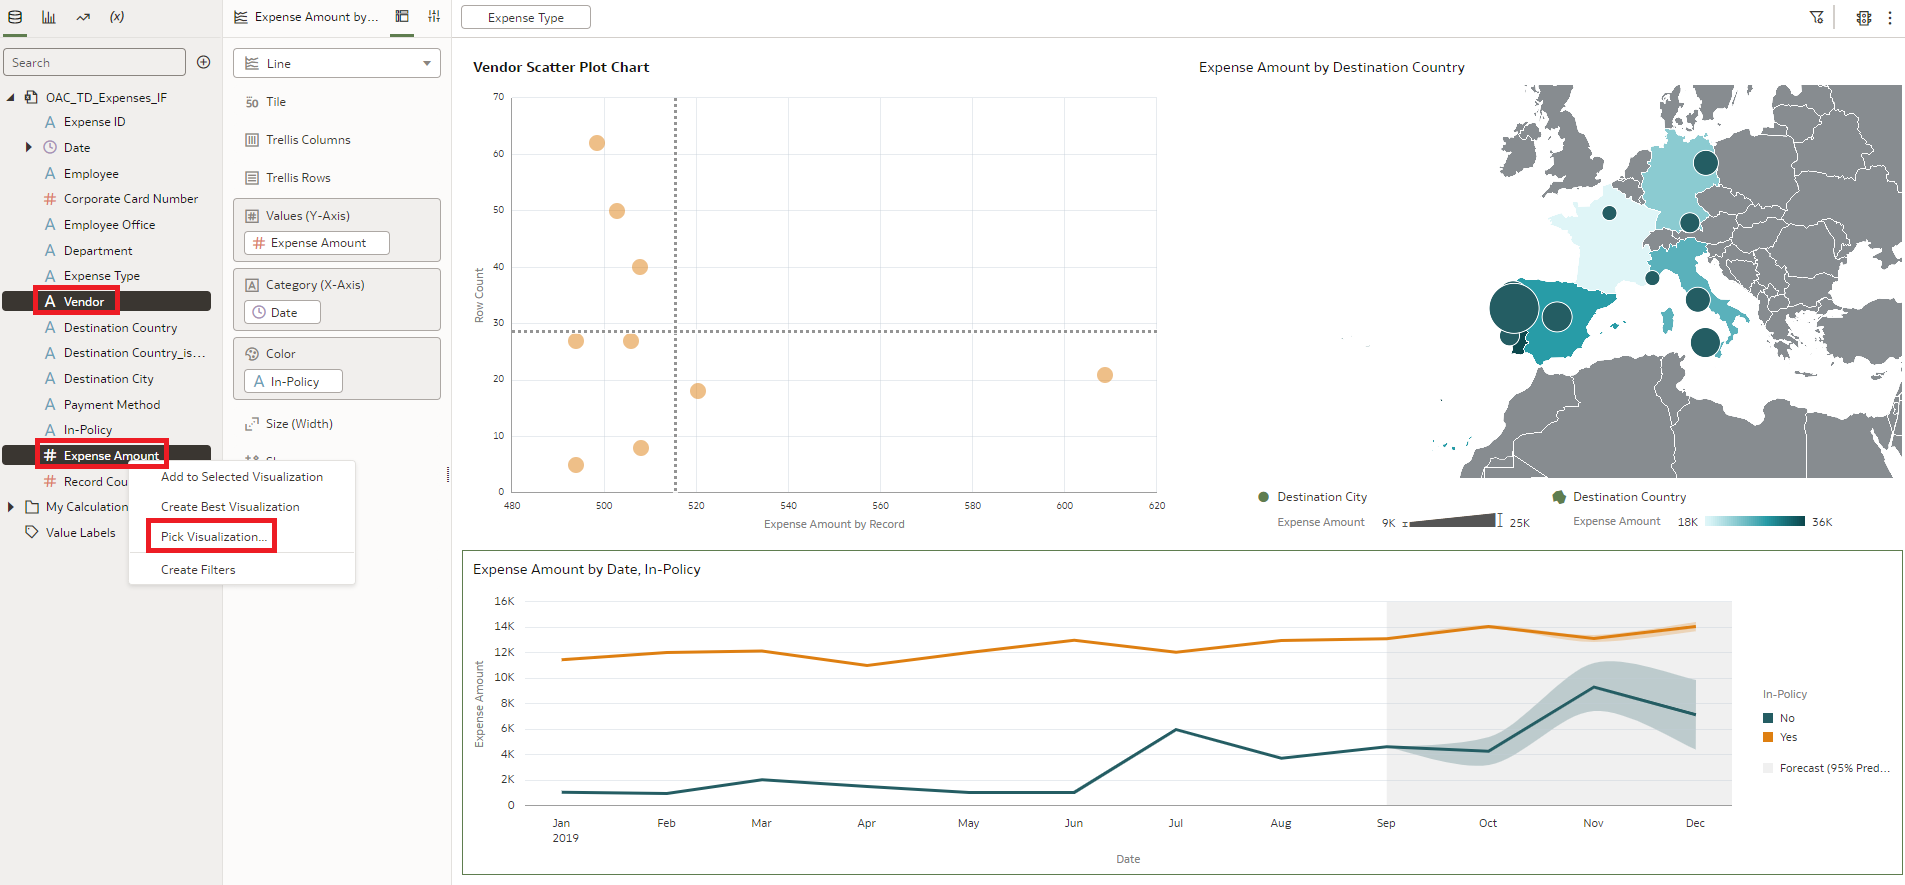 (x)
Expense Amount by...
Expense Type
Search
OAC_TD_Expenses_IF
Expense ID
Date
Employee
Corporate Card Number
Employee Office
Department
Expense Type
Vendor
Destination Country
Destination Country_is...
Destination City
Payment Method
In-Policy
Expense Amount
Record Cou
My Calculation
Value Labels
Add to Selected Visualization
Create Best Visualization
Pick Visualization...
Create Filters
Line
50 Tile
Trellis Columns
Trellis Rows
Values (Y-Axis)
Expense Amount
Category (X-Axis)
Date
Color
In-Policy
Size (Width)
Vendor Scatter Plot Chart
70
60
50
40
30
20
10
0
Row Count
480 500 520 540 560 580 600 620
Expense Amount by Record
Expense Amount by Destination Country
Destination City
Expense Amount 9K 25K
Destination Country
Expense Amount 18K 36K
Expense Amount by Date, In-Policy
16K
14K
12K
10K
8K
6K
4K
2K
0
Expense Amount
Jan Feb Mar Apr May Jun Jul Aug Sep Oct Nov Dec
2019
Date
In-Policy
No
Yes
Forecast (95% Pred...